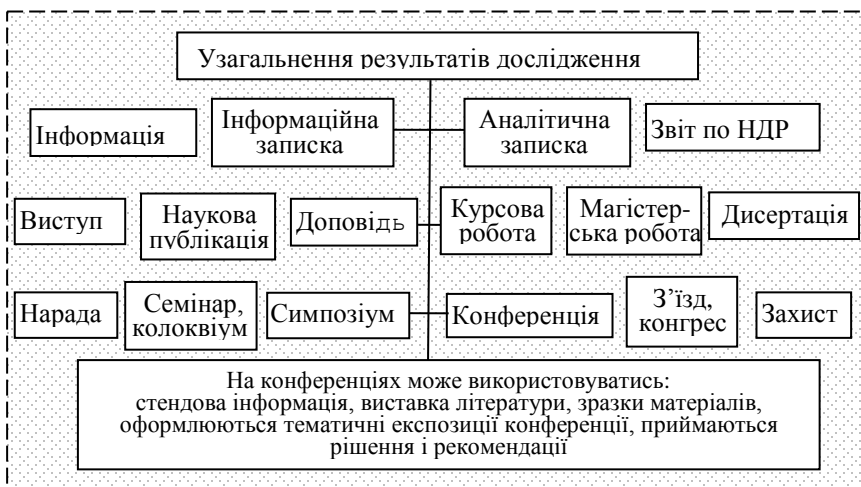 Узагальнення результатів дослідження
Інформація
Інформаційна
записка
Аналітична
записка
Звіт по НДР
Виступ
Наукова
публікація
Доповідь
Курсова
робота
Магістер-
ська робота
Дисертація
Нарада
Семінар,
колоквіум
Симпозіум
Конференція
З’їзд,
конгрес
Захист
На конференціях може використовуватись:
стендова інформація, виставка літератури, зразки матеріалів,
оформлюються тематичні експозиції конференції, приймаються
рішення і рекомендації